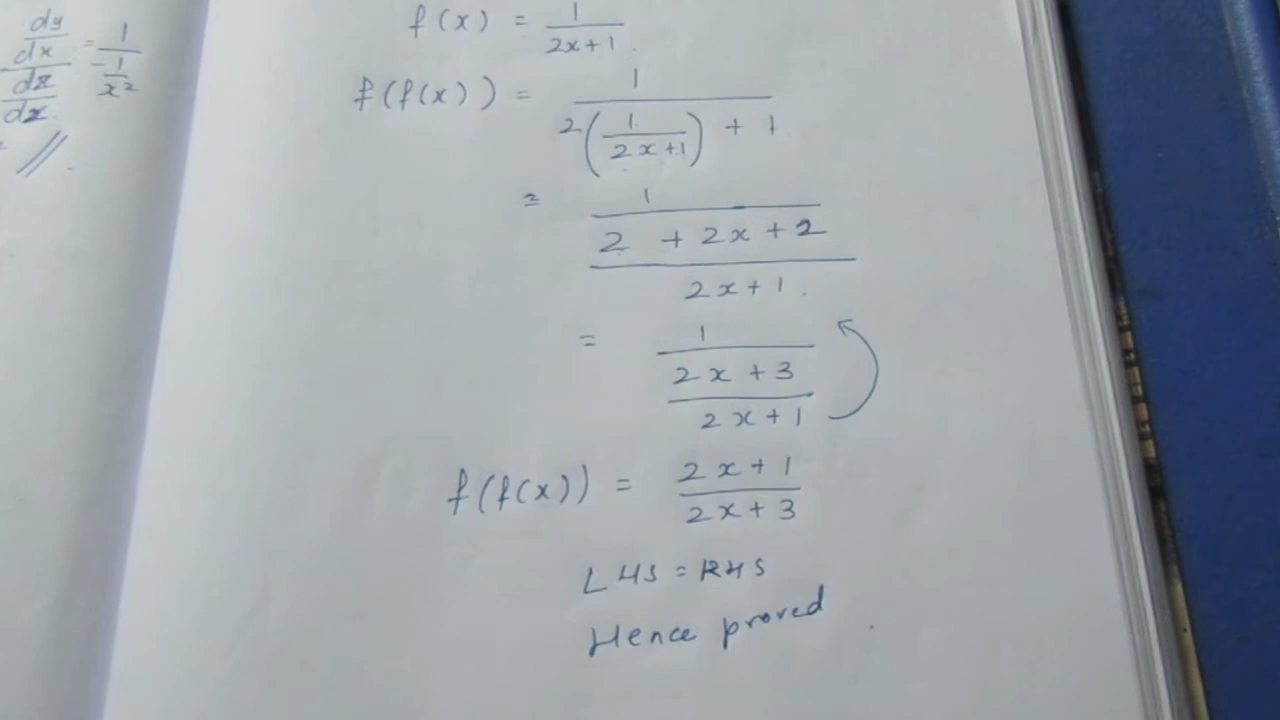 dy/dx / dz/dx = 1 / -1/x²
//.
f(x) = 1/2x+1.
f(f(x)) = 1 / 2(1/2x+1) + 1.
= 1 / 2 + 2x + 2 / 2x+1.
= 1 / 2x+3 / 2x+1
f(f(x)) = 2x+1 / 2x+3
LHS = RHS
Hence proved.